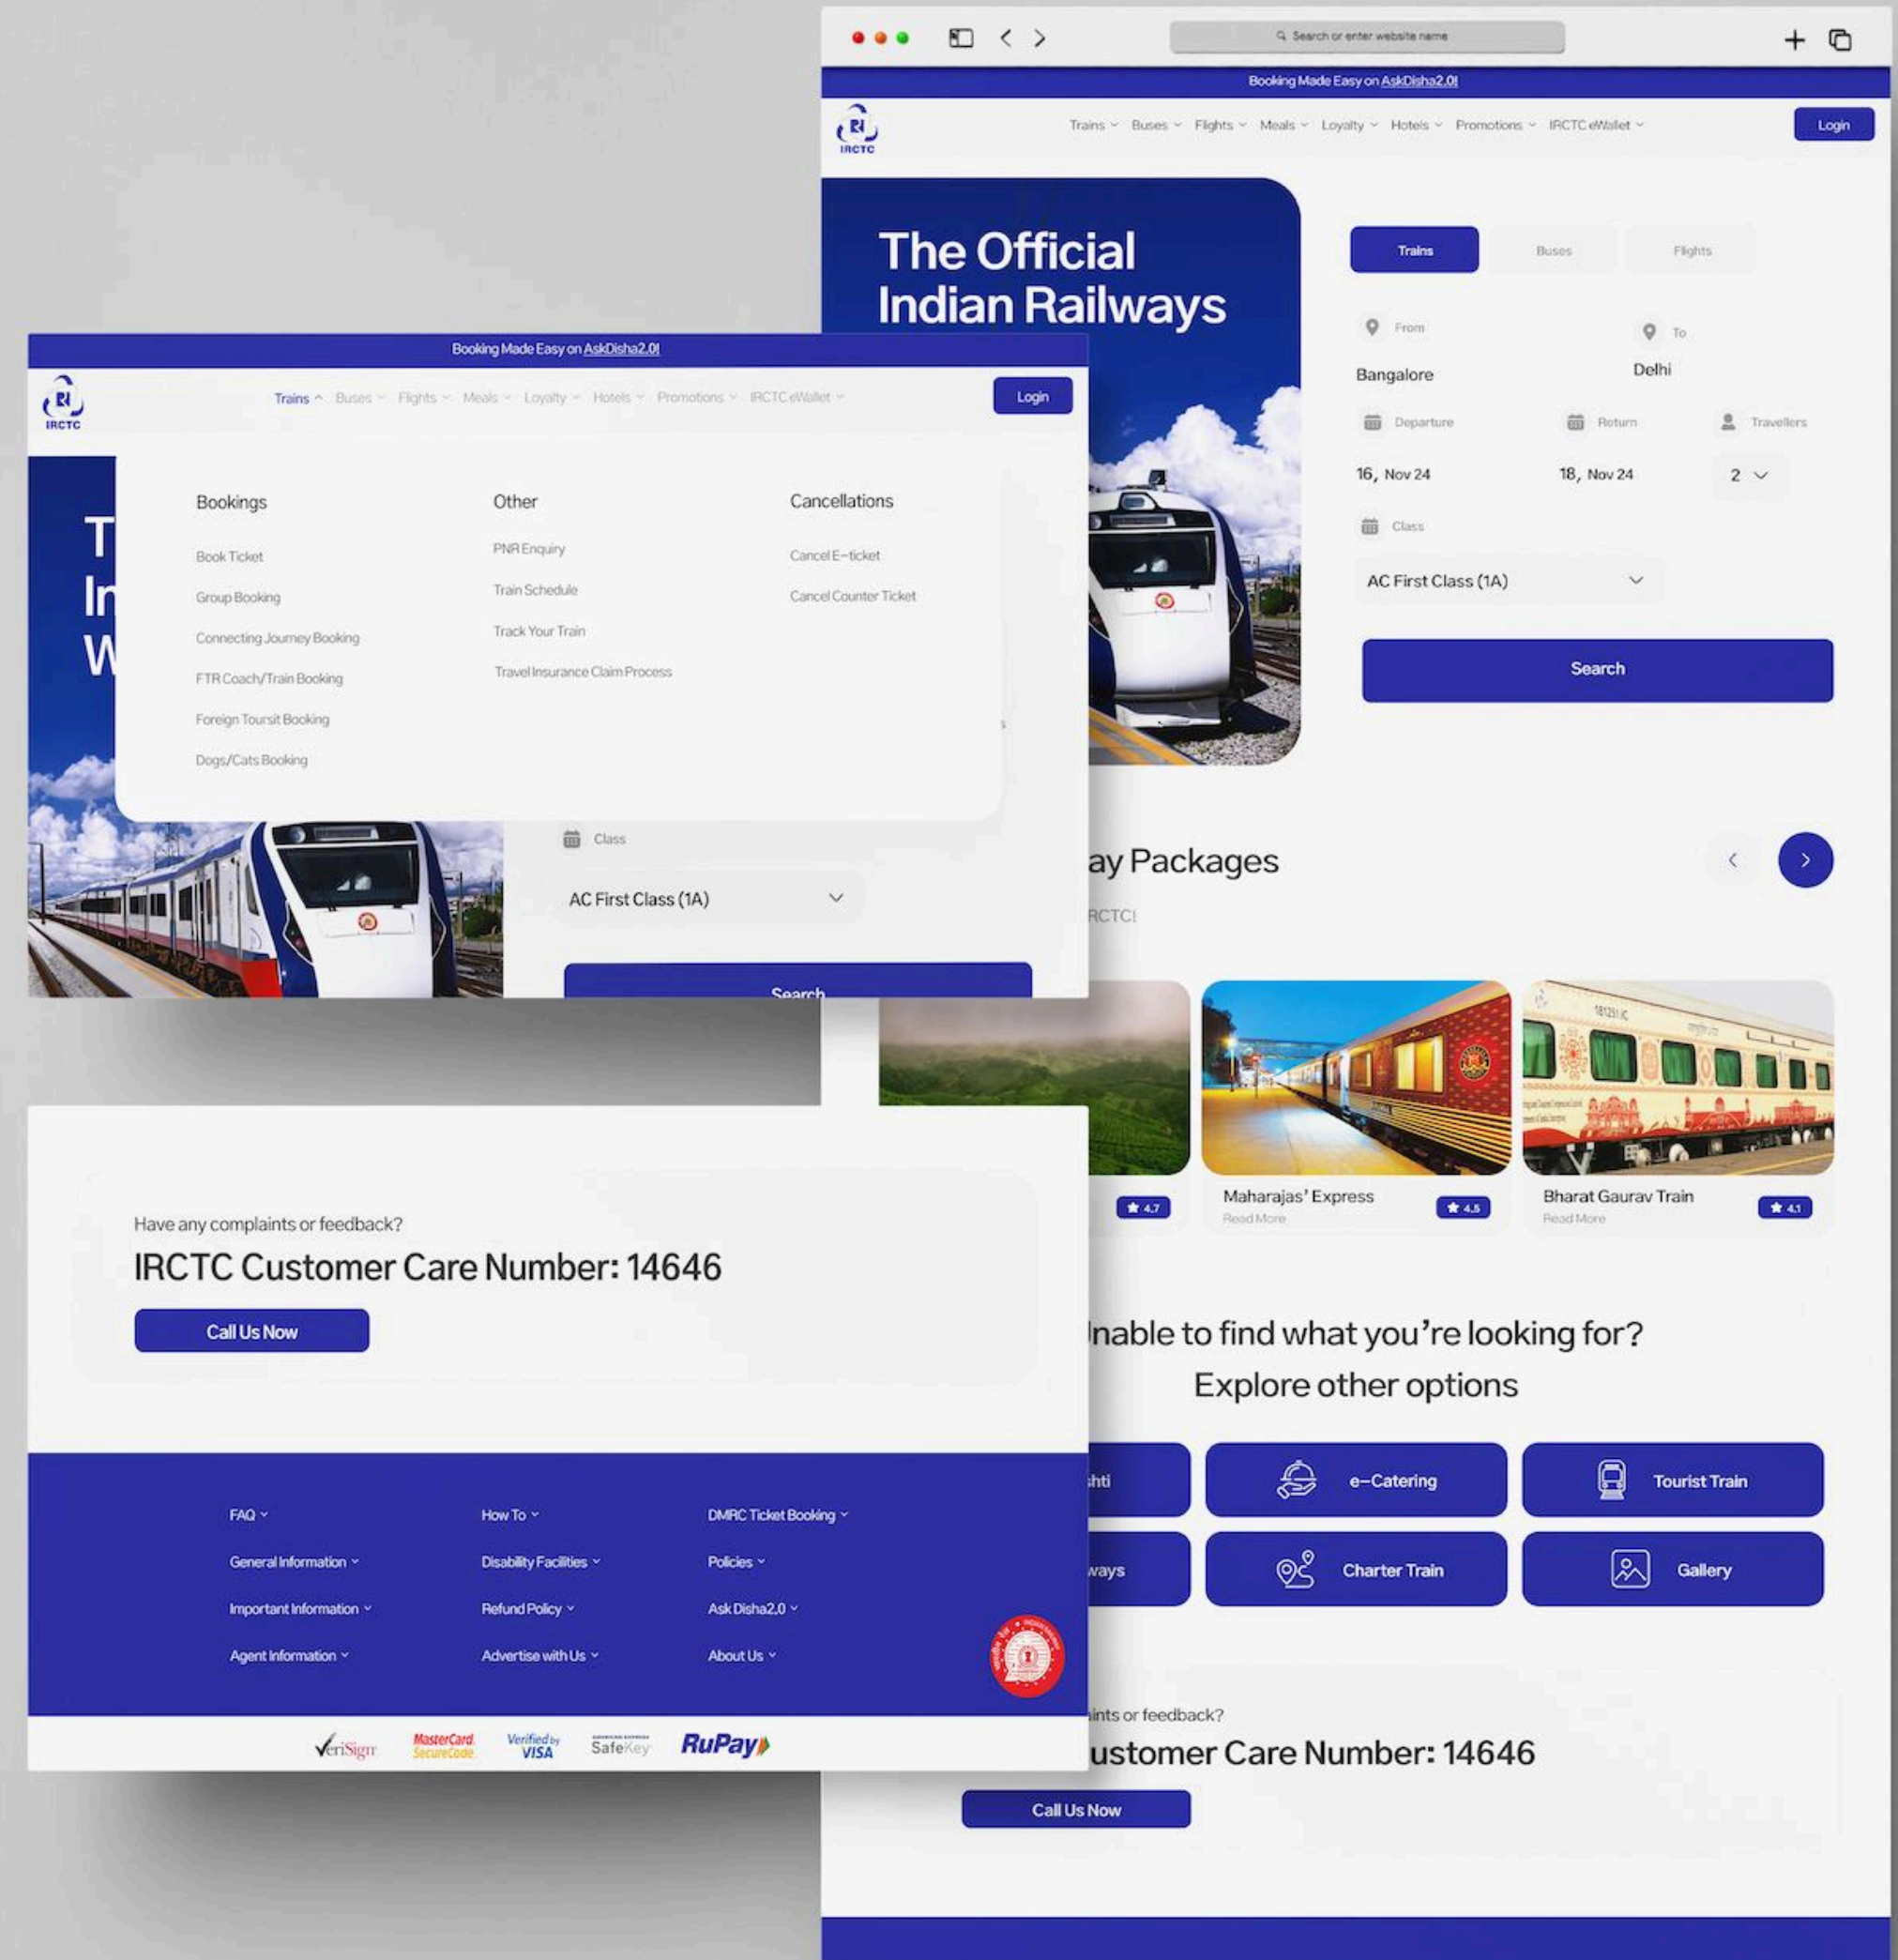 Search or enter website name
Booking Made Easy on AskDisha2.0!
IRCTC
Trains Buses Flights Meals Loyalty Hotels Promotions IRCTC eWallet
Login
The Official
Indian Railways
Trains
Buses
Flights
From
To
Bangalore
Delhi
Departure
Return
Travellers
16, Nov 24
18, Nov 24
2
Class
AC First Class (1A)
Search
ay Packages
RCTC!
4.7
Maharajas' Express
Read More
4.5
Bharat Gaurav Train
Read More
4.1
nable to find what you're looking for?
Explore other options
hti
e-Catering
Tourist Train
ways
Charter Train
Gallery
ints or feedback?
ustomer Care Number: 14646
Call Us Now
Booking Made Easy on AskDisha2.0!
IRCTC
Trains Buses Flights Meals Loyalty Hotels Promotions IRCTC eWallet
Login
T
In
W
Bookings
Book Ticket
Group Booking
Connecting Journey Booking
FTR Coach/Train Booking
Foreign Toursit Booking
Dogs/Cats Booking
Other
PNR Enquiry
Train Schedule
Track Your Train
Travel Insurance Claim Process
Cancellations
Cancel E-ticket
Cancel Counter Ticket
s
Class
AC First Class (1A)
Search
Have any complaints or feedback?
IRCTC Customer Care Number: 14646
Call Us Now
FAQ
General Information
Important Information
Agent Information
How To
Disability Facilities
Refund Policy
Advertise with Us
DMRC Ticket Booking
Policies
Ask Disha2.0
About Us
VeriSign
MasterCard.
SecureCode.
Verified by
VISA
AMERICAN EXPRESS
SafeKey
RuPay